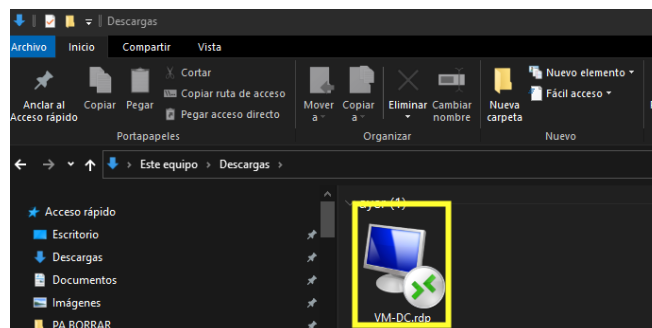 Descargas
Archivo Inicio Compartir Vista
Anclar al Acceso rápido
Copiar
Pegar
Cortar
Copiar ruta de acceso
Pegar acceso directo
Portapapeles
Mover a
Copiar a
Eliminar
Cambiar nombre
Organizar
Nueva carpeta
Nuevo elemento
Fácil acceso
Nuevo
Este equipo > Descargas >
Acceso rápido
Escritorio
Descargas
Documentos
Imágenes
PA BORRAR
ayer (1)
VM-DC.rdp